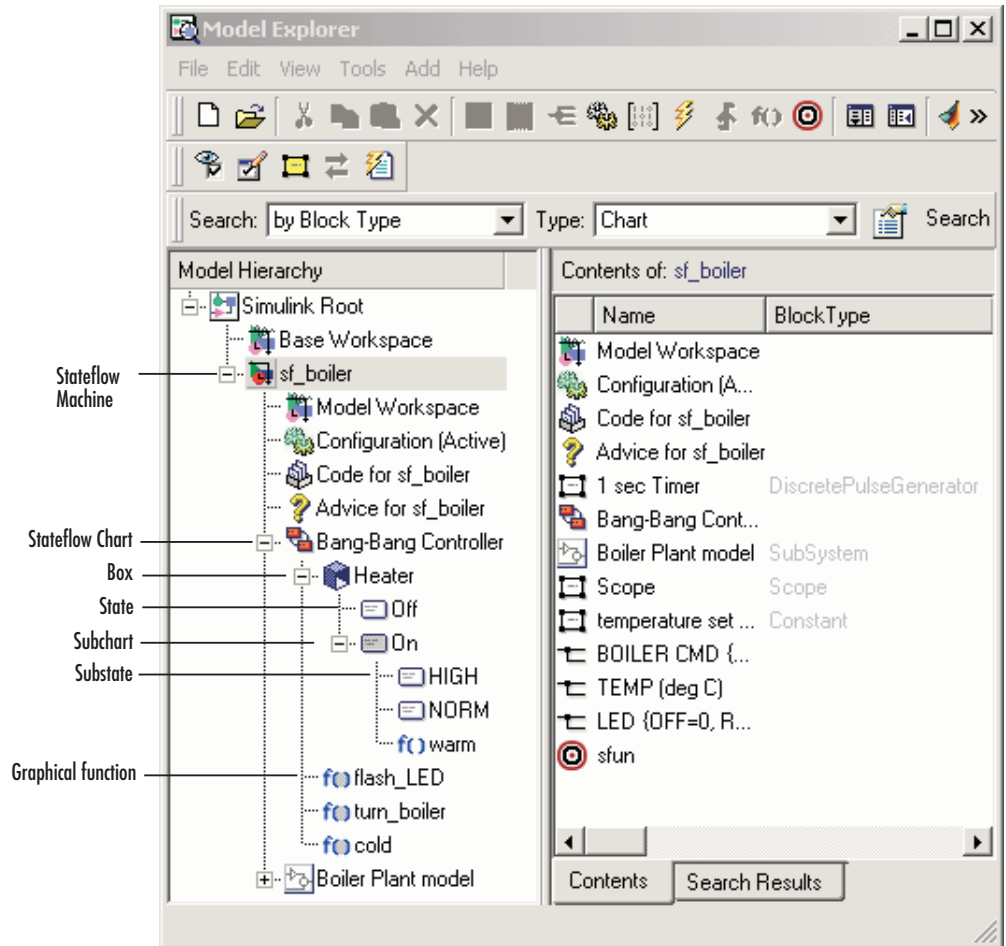 Model Explorer
File Edit View Tools Add Help
Search: by Block Type Type: Chart Search
Model Hierarchy
Simulink Root
Base Workspace
Stateflow Machine
sf_boiler
Model Workspace
Configuration (Active)
Code for sf_boiler
Advice for sf_boiler
Stateflow Chart
Bang-Bang Controller
Box
Heater
State
Off
Subchart
On
Substate
HIGH
NORM
f() warm
Graphical function
f() flash_LED
f() turn_boiler
f() cold
Boiler Plant model
Contents of: sf_boiler
Name BlockType
Model Workspace
Configuration (A...
Code for sf_boiler
Advice for sf_boiler
1 sec Timer DiscretePulseGenerator
Bang-Bang Cont...
Boiler Plant model SubSystem
Scope Scope
temperature set ... Constant
BOILER CMD {...
TEMP (deg C)
LED {OFF=0, R...
sfun
Contents Search Results